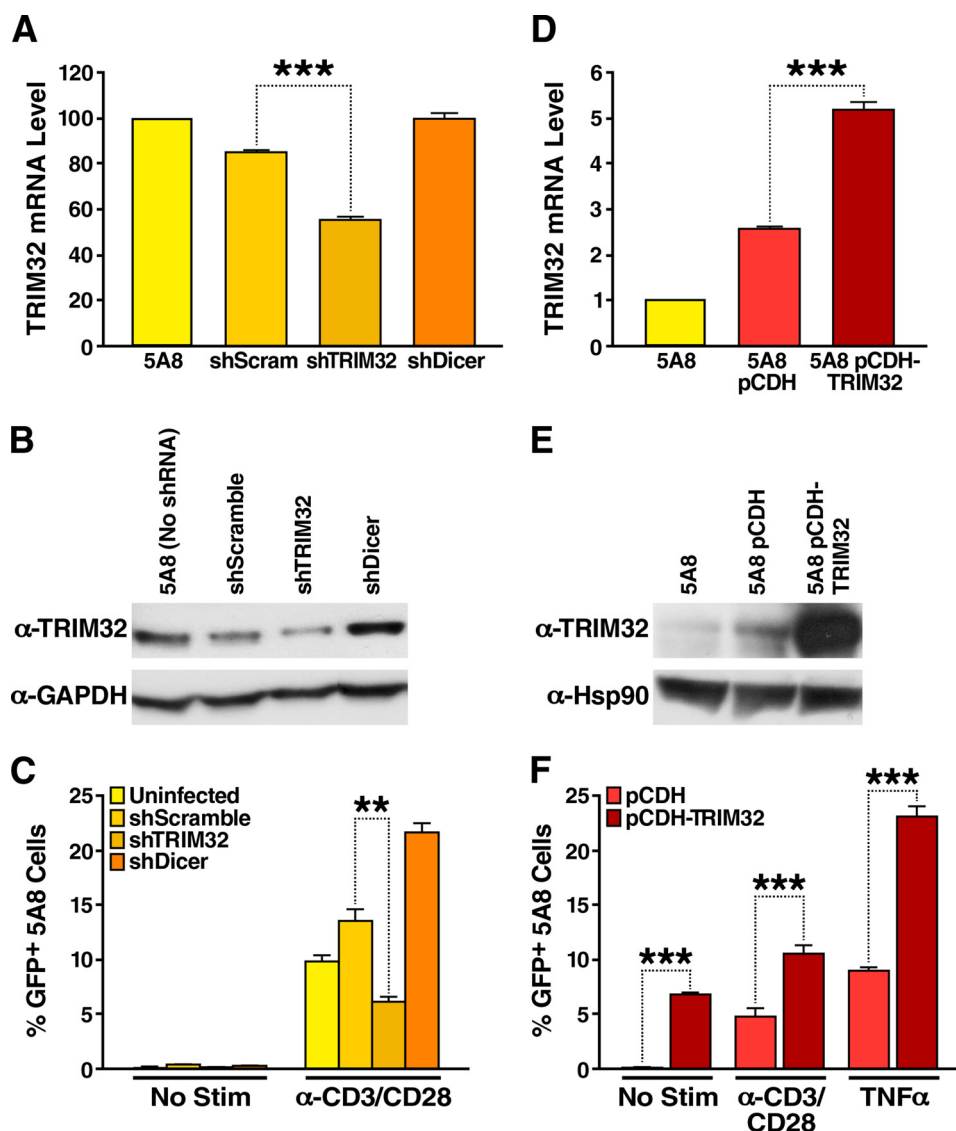 A
TRIM32 mRNA Level
120
100
80
60
40
20
0
***
5A8
shScram
shTRIM32
shDicer
D
TRIM32 mRNA Level
6
5
4
3
2
1
0
***
5A8
5A8
pCDH
5A8 pCDH-
TRIM32
B
5A8 (No shRNA)
shScramble
shTRIM32
shDicer
α-TRIM32
α-GAPDH
E
5A8
5A8 pCDH
5A8 pCDH-
TRIM32
α-TRIM32
α-Hsp90
C
% GFP+ 5A8 Cells
25
20
15
10
5
0
Uninfected
shScramble
shTRIM32
shDicer
**
No Stim
α-CD3/CD28
F
% GFP+ 5A8 Cells
25
20
15
10
5
0
pCDH
pCDH-TRIM32
***
***
***
No Stim
α-CD3/
CD28
TNFα